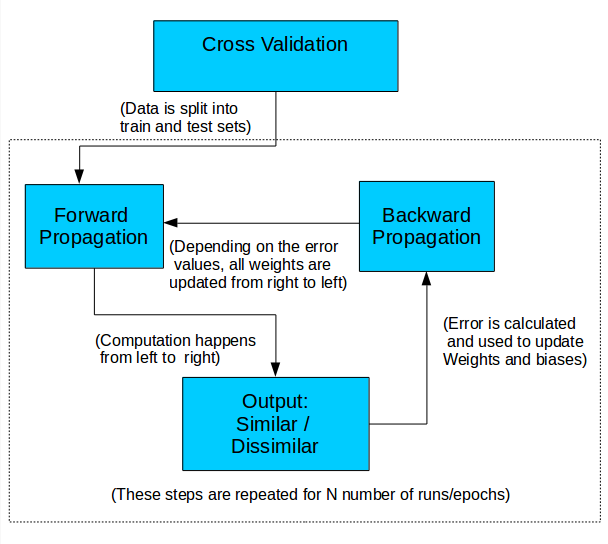 Cross Validation
(Data is split into
train and test sets)
Forward
Propagation
Backward
Propagation
(Depending on the error
values, all weights are
updated from right to left)
(Computation happens
from left to right)
(Error is calculated
and used to update
Weights and biases)
Output:
Similar /
Dissimilar
(These steps are repeated for N number of runs/epochs)